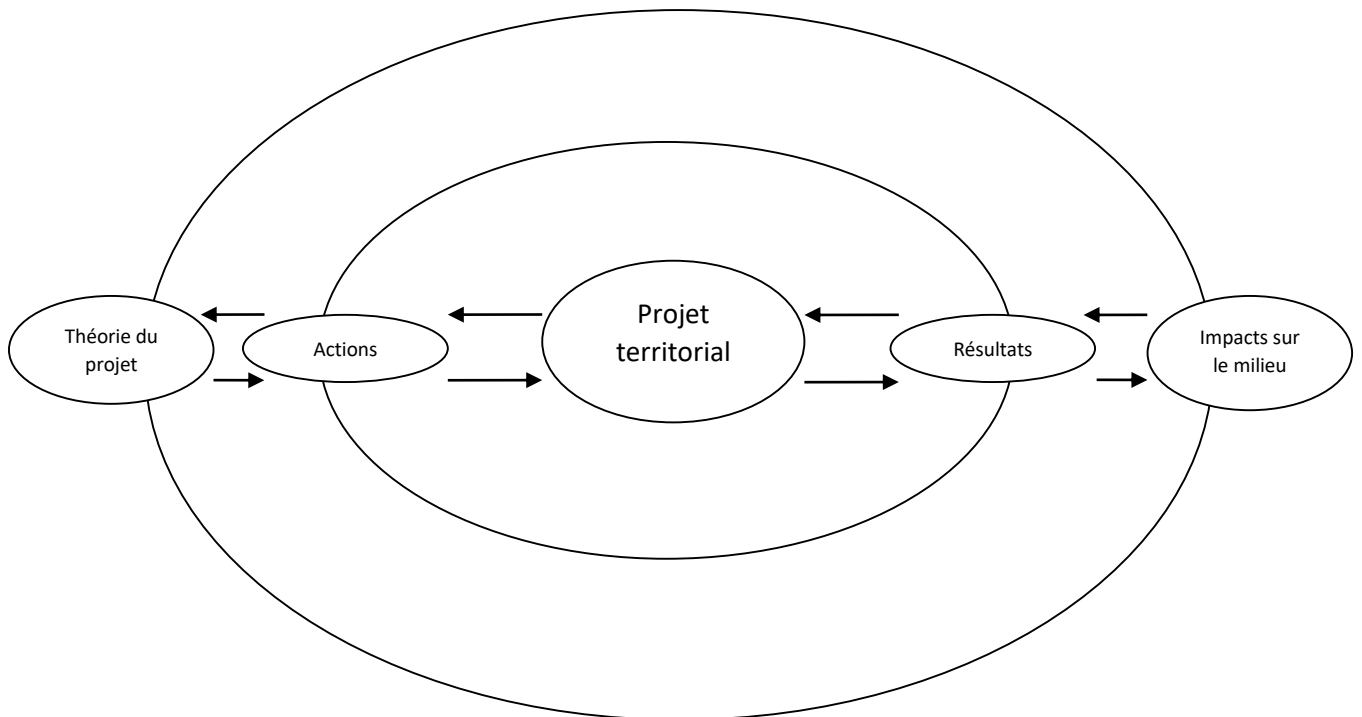 Projet
territorial
Théorie du
projet
Actions
Résultats
Impacts sur
le milieu